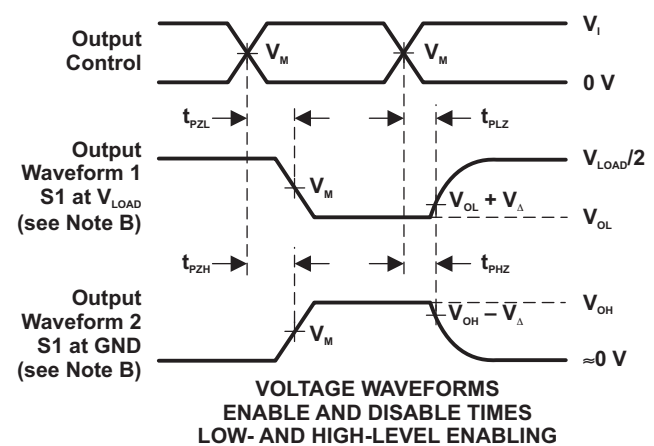 Output
Control
V_M
V_M
V_I
0 V
t_PZL
t_PLZ
Output
Waveform 1
S1 at V_LOAD
(see Note B)
V_M
V_OL + V_Δ
V_LOAD/2
V_OL
t_PZH
t_PHZ
Output
Waveform 2
S1 at GND
(see Note B)
V_M
V_OH – V_Δ
V_OH
≈0 V
VOLTAGE WAVEFORMS
ENABLE AND DISABLE TIMES
LOW- AND HIGH-LEVEL ENABLING